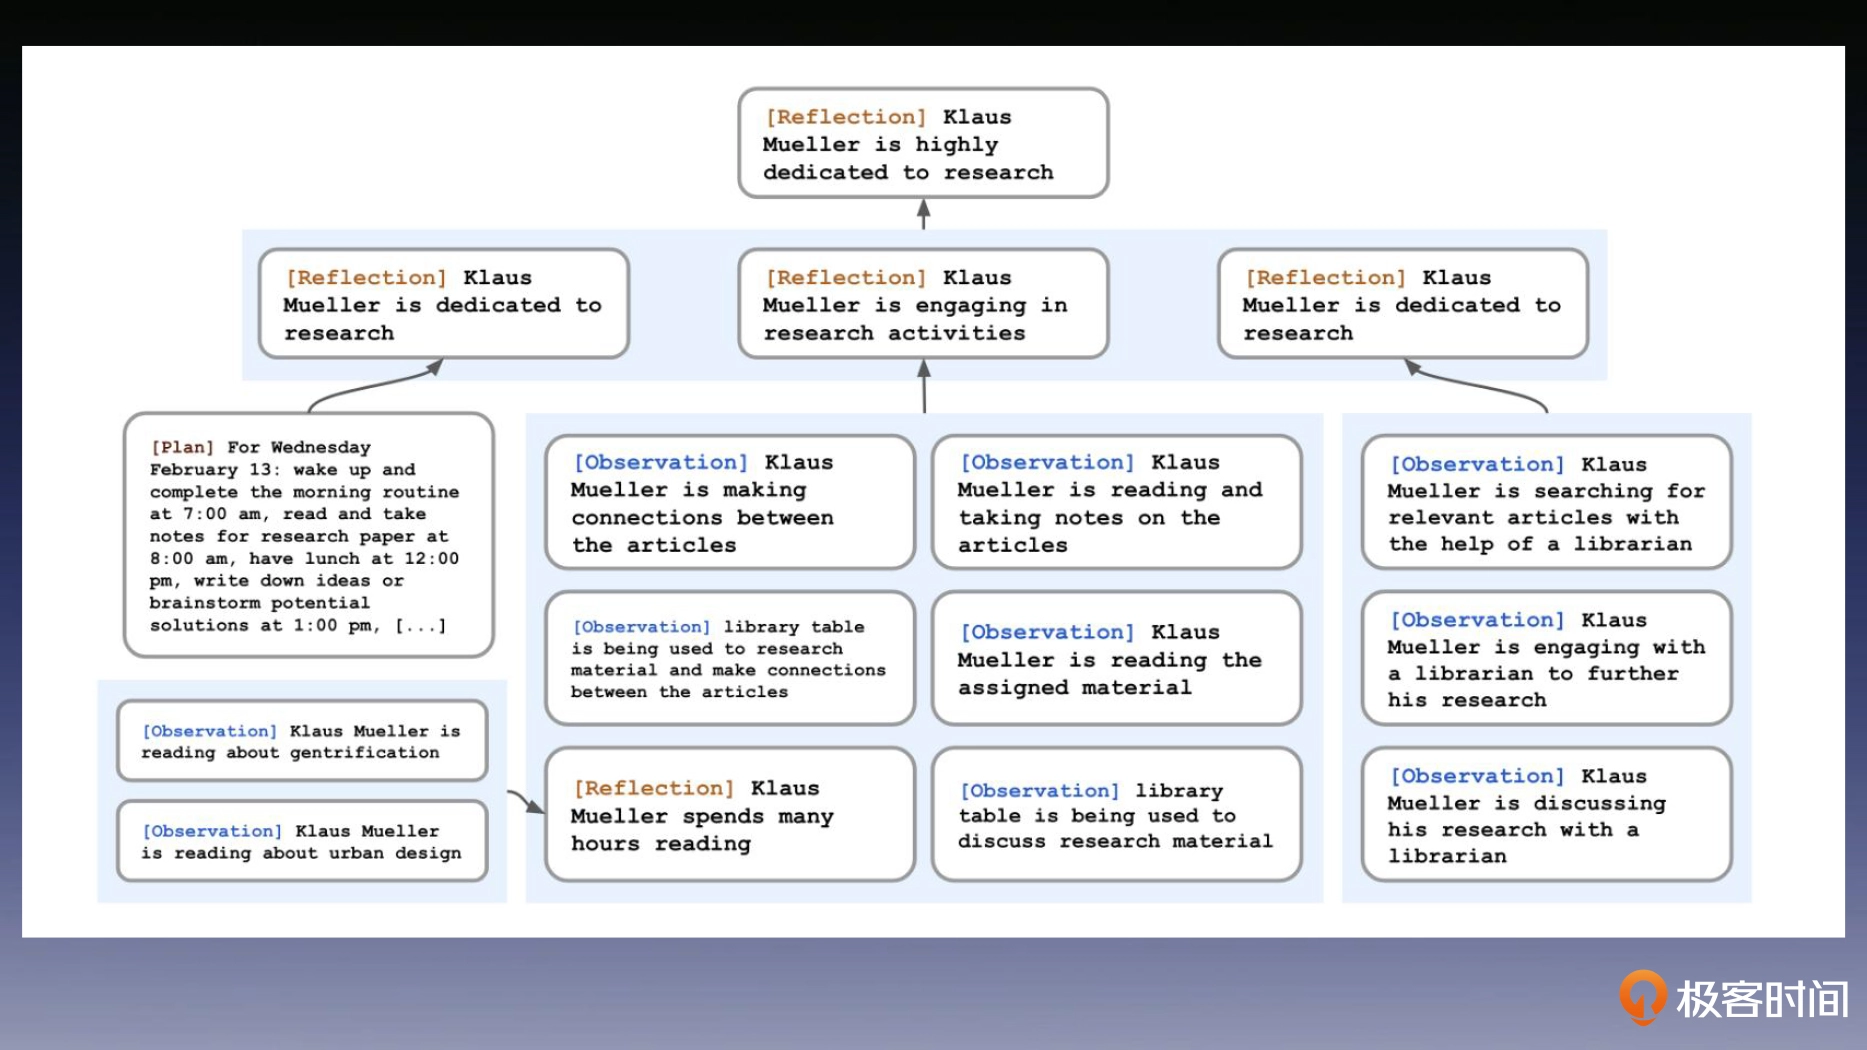 [Reflection] Klaus
Mueller is highly
dedicated to research
[Reflection] Klaus
Mueller is dedicated to
research
[Reflection] Klaus
Mueller is engaging in
research activities
[Reflection] Klaus
Mueller is dedicated to
research
[Plan] For Wednesday
February 13: wake up and
complete the morning routine
at 7:00 am, read and take
notes for research paper at
8:00 am, have lunch at 12:00
pm, write down ideas or
brainstorm potential
solutions at 1:00 pm, [...]
[Observation] Klaus Mueller is
reading about gentrification
[Observation] Klaus Mueller
is reading about urban design
[Observation] Klaus
Mueller is making
connections between
the articles
[Observation] Klaus
Mueller is reading and
taking notes on the
articles
[Observation] library table
is being used to research
material and make connections
between the articles
[Observation] Klaus
Mueller is reading the
assigned material
[Reflection] Klaus
Mueller spends many
hours reading
[Observation] library
table is being used to
discuss research material
[Observation] Klaus
Mueller is searching for
relevant articles with
the help of a librarian
[Observation] Klaus
Mueller is engaging with
a librarian to further
his research
[Observation] Klaus
Mueller is discussing
his research with a
librarian
极客时间